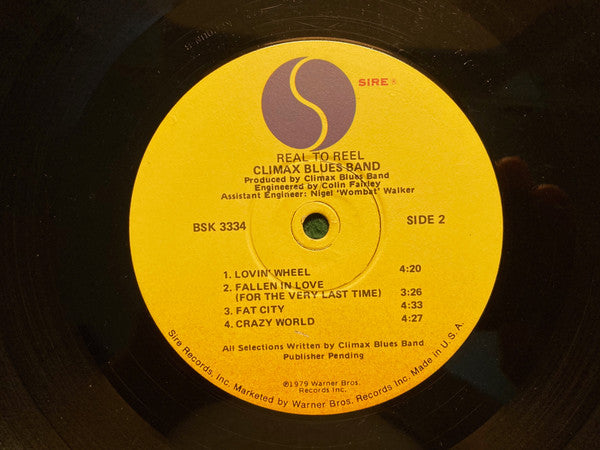 SIRE®
REAL TO REEL
CLIMAX BLUES BAND
Produced by Climax Blues Band
Engineered by Colin Fairley
Assistant Engineer: Nigel 'Wombat' Walker
BSK 3334
SIDE 2
1. LOVIN' WHEEL 4:20
2. FALLEN IN LOVE
(FOR THE VERY LAST TIME) 3:26
3. FAT CITY 4:33
4. CRAZY WORLD 4:27
All Selections Written by Climax Blues Band
Publisher Pending
℗1979 Warner Bros.
Records Inc.
Sire Records, Inc. Marketed by Warner Bros. Records Inc. Made in U.S.A.